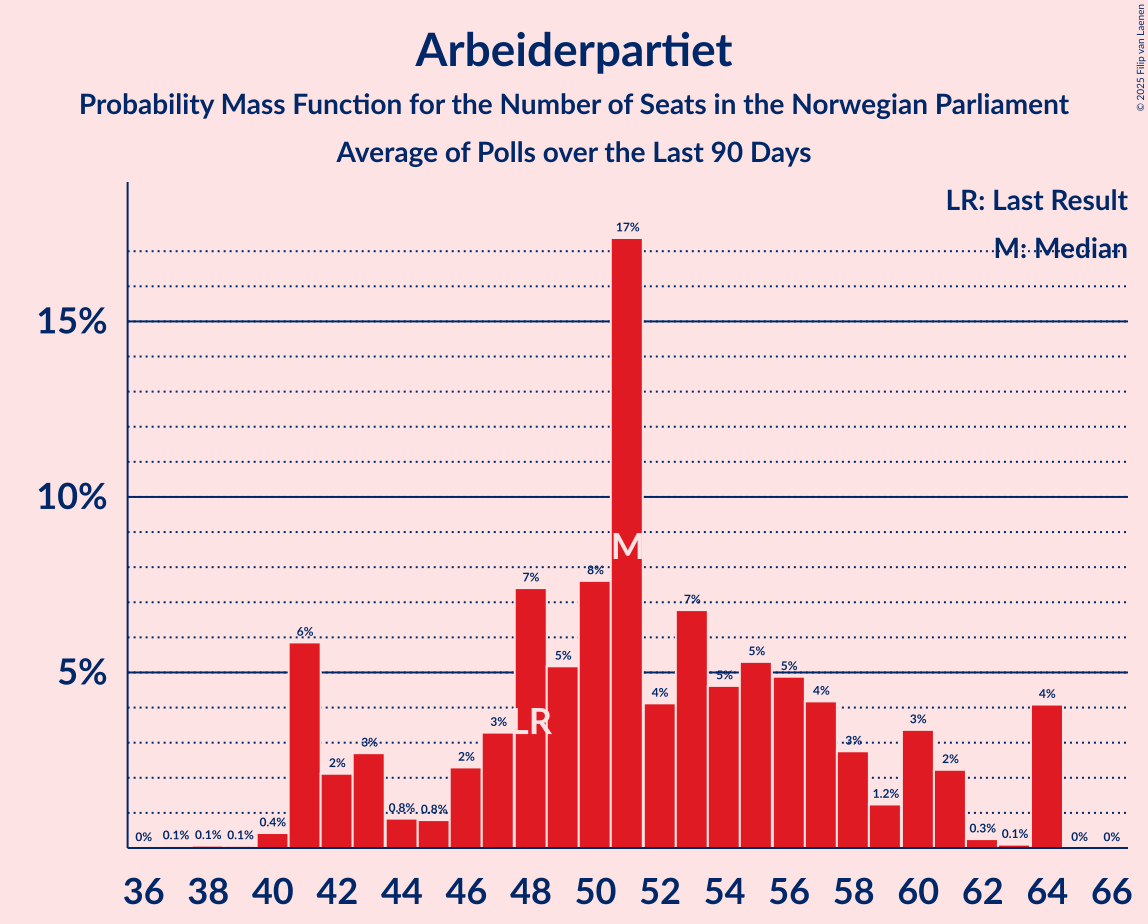 Arbeiderpartiet
Probability Mass Function for the Number of Seats in the Norwegian Parliament
Average of Polls over the Last 90 Days
© 2025 Filip van Laenen
LR: Last Result
M: Median
15%
10%
5%
0% 0.1% 0.1% 0.1% 0.4% 6% 2% 3% 0.8% 0.8% 2% 3% 7% 5% 8% 17% 4% 7% 5% 5% 5% 4% 3% 1.2% 3% 2% 0.3% 0.1% 4% 0% 0%
M
LR
36 38 40 42 44 46 48 50 52 54 56 58 60 62 64 66